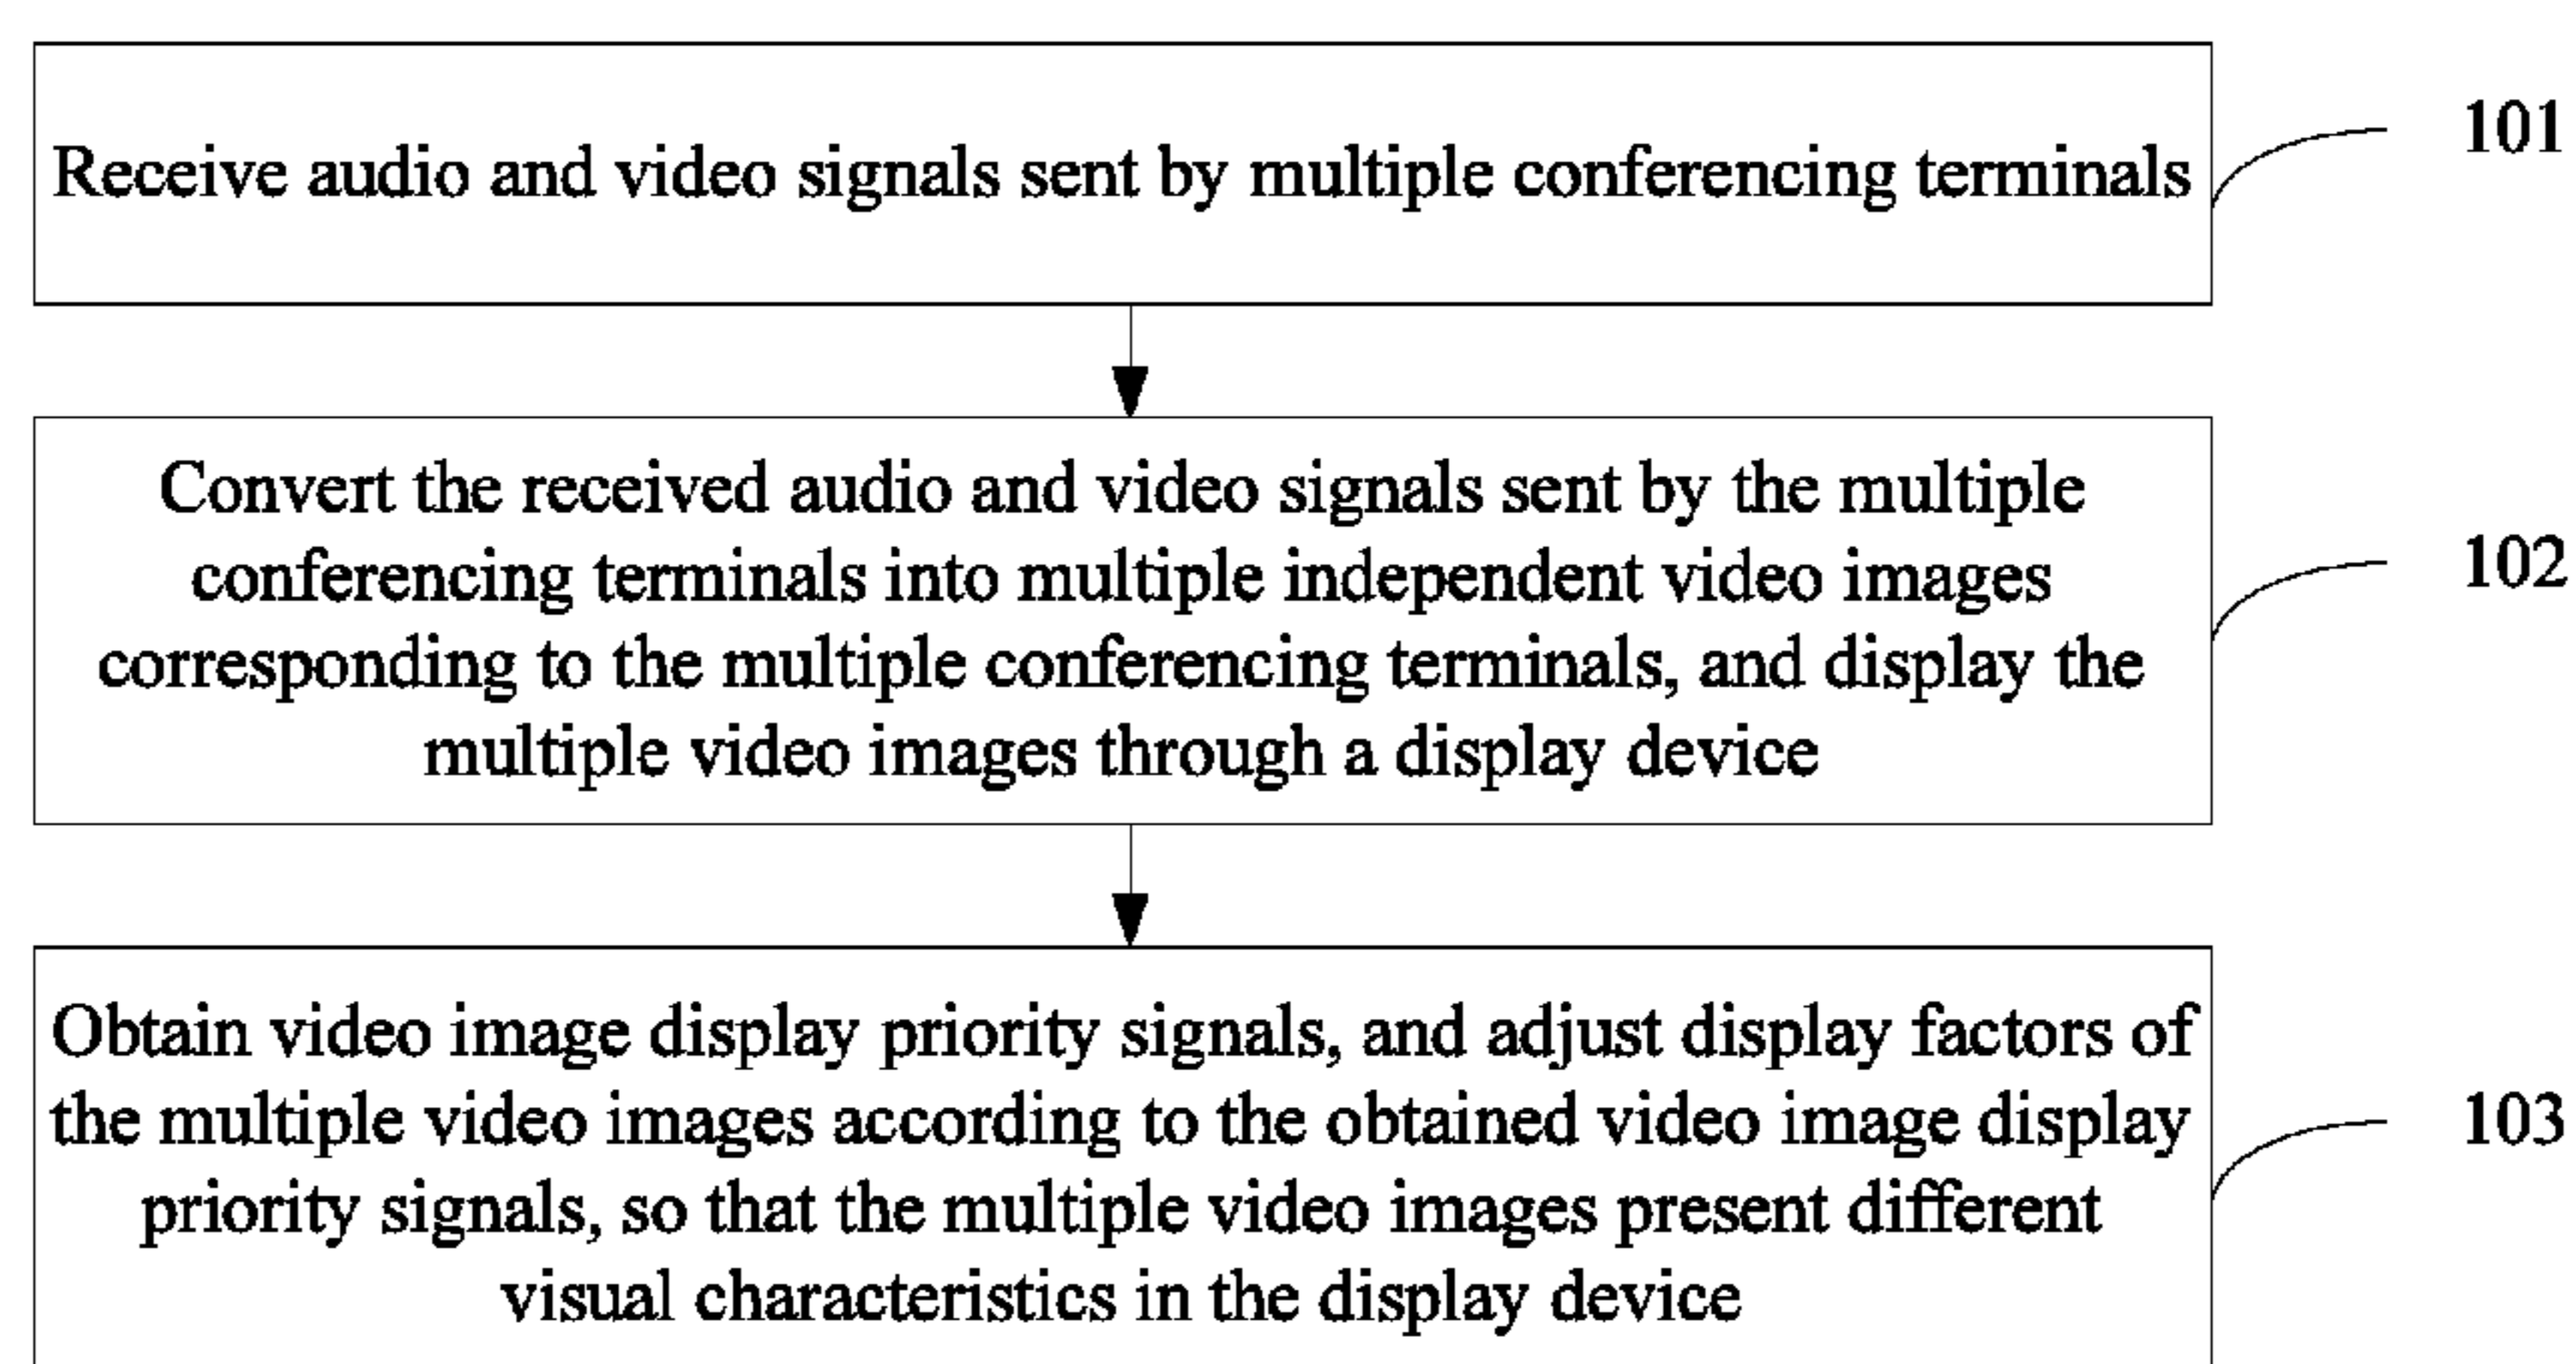 Receive audio and video signals sent by multiple conferencing terminals
101
Convert the received audio and video signals sent by the multiple
conferencing terminals into multiple independent video images
corresponding to the multiple conferencing terminals, and display the
multiple video images through a display device
102
Obtain video image display priority signals, and adjust display factors of
the multiple video images according to the obtained video image display
priority signals, so that the multiple video images present different
visual characteristics in the display device
103